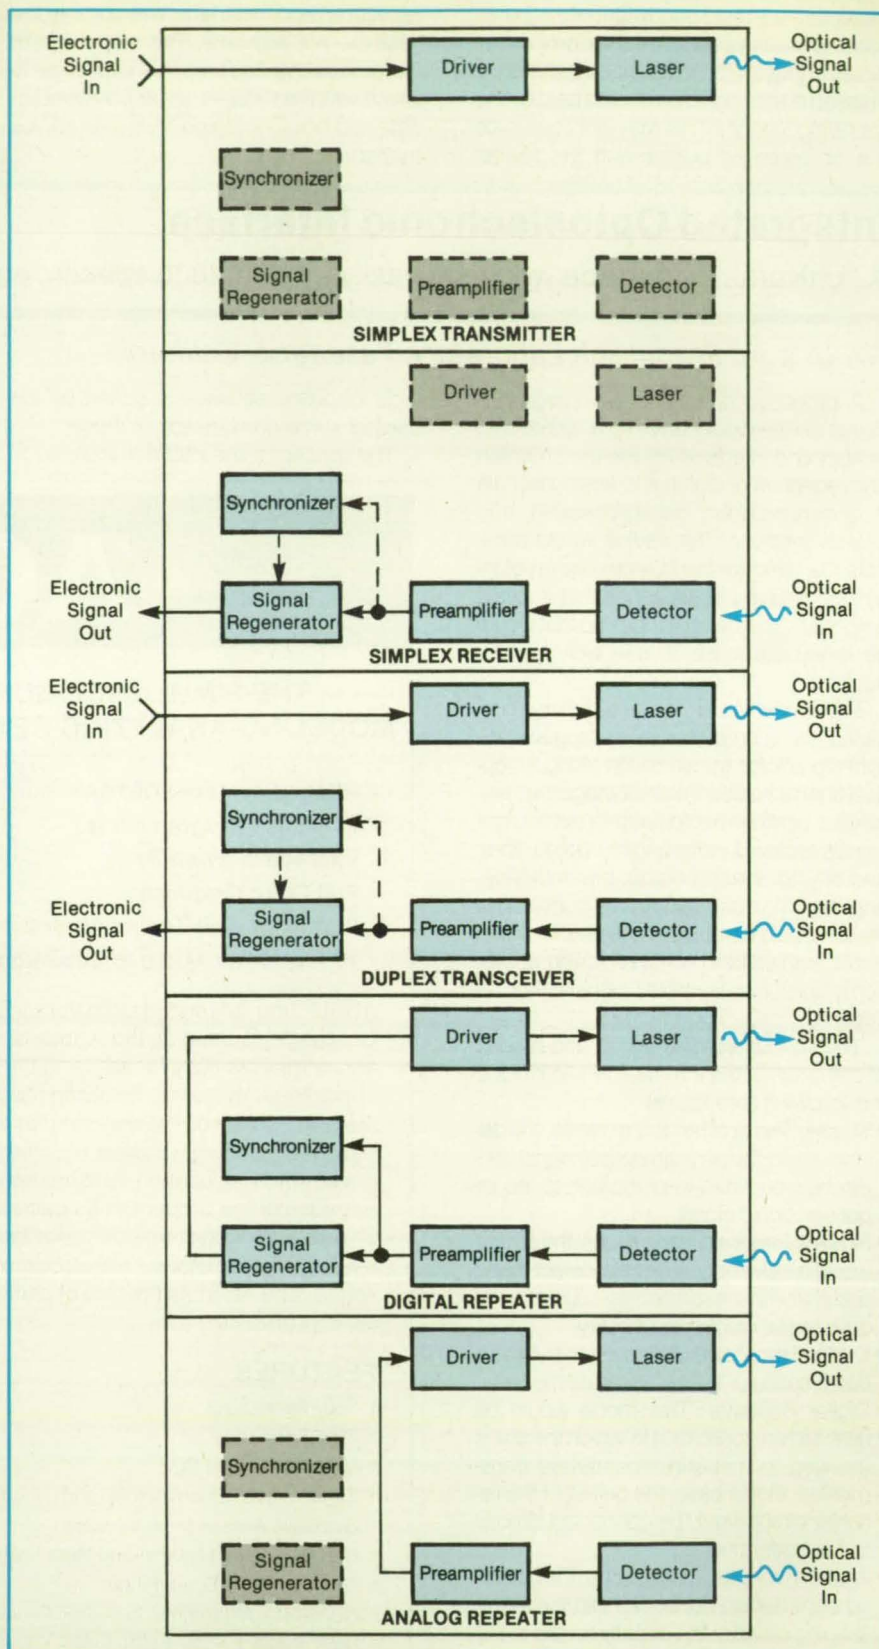 Electronic
Signal
In
Driver
Laser
Optical
Signal
Out
Synchronizer
Signal
Regenerator
Preamplifier
Detector
SIMPLEX TRANSMITTER
Driver
Laser
Synchronizer
Electronic
Signal
Out
Signal
Regenerator
Preamplifier
Detector
Optical
Signal
In
SIMPLEX RECEIVER
Electronic
Signal
In
Driver
Laser
Optical
Signal
Out
Synchronizer
Electronic
Signal
Out
Signal
Regenerator
Preamplifier
Detector
Optical
Signal
In
DUPLEX TRANSCEIVER
Driver
Laser
Optical
Signal
Out
Synchronizer
Signal
Regenerator
Preamplifier
Detector
Optical
Signal
In
DIGITAL REPEATER
Driver
Laser
Optical
Signal
Out
Synchronizer
Signal
Regenerator
Preamplifier
Detector
Optical
Signal
In
ANALOG REPEATER